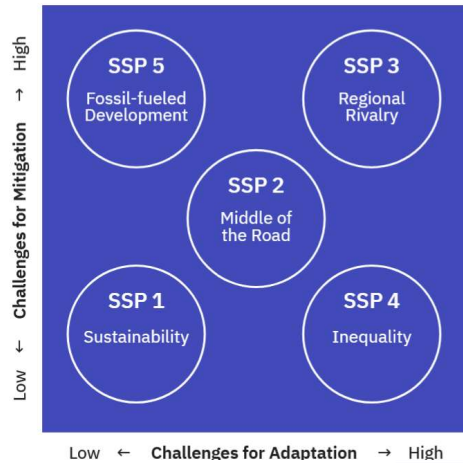 SSP 5
Fossil-fueled
Development
SSP 3
Regional
Rivalry
SSP 2
Middle of
the Road
SSP 1
Sustainability
SSP 4
Inequality
Low ← Challenges for Mitigation → High
Low ← Challenges for Adaptation → High